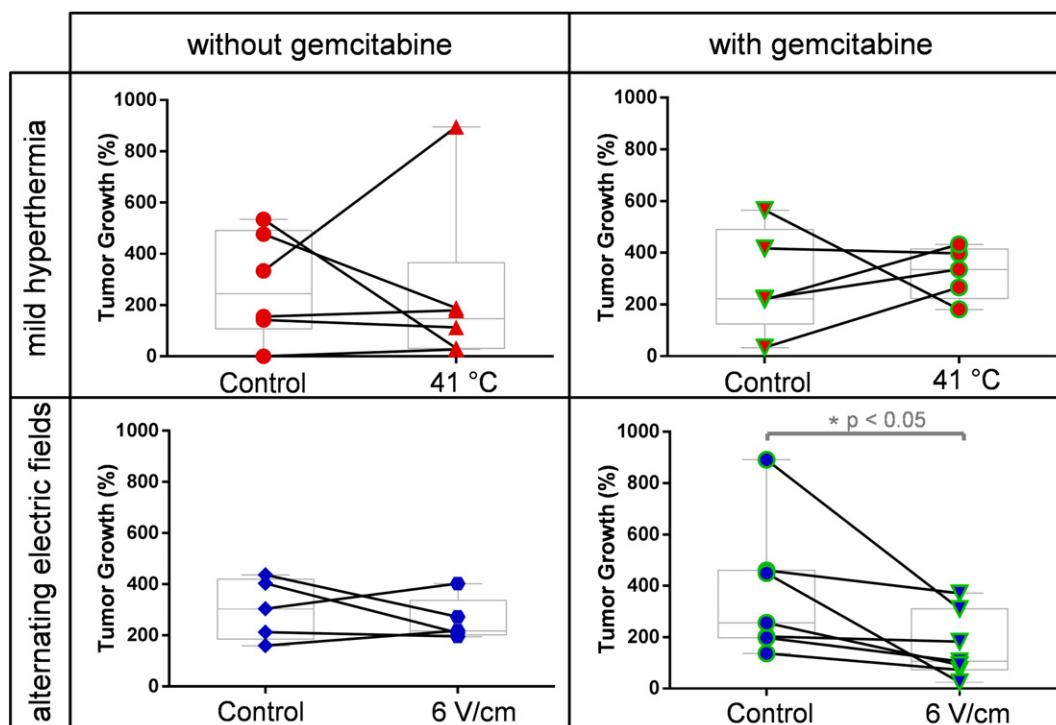 without gemcitabine
with gemcitabine
mild hyperthermia
Tumor Growth (%)
1000
800
600
400
200
0
Control
41 °C
Tumor Growth (%)
1000
800
600
400
200
0
Control
41 °C
alternating electric fields
Tumor Growth (%)
1000
800
600
400
200
0
Control
6 V/cm
* p < 0.05
Tumor Growth (%)
1000
800
600
400
200
0
Control
6 V/cm